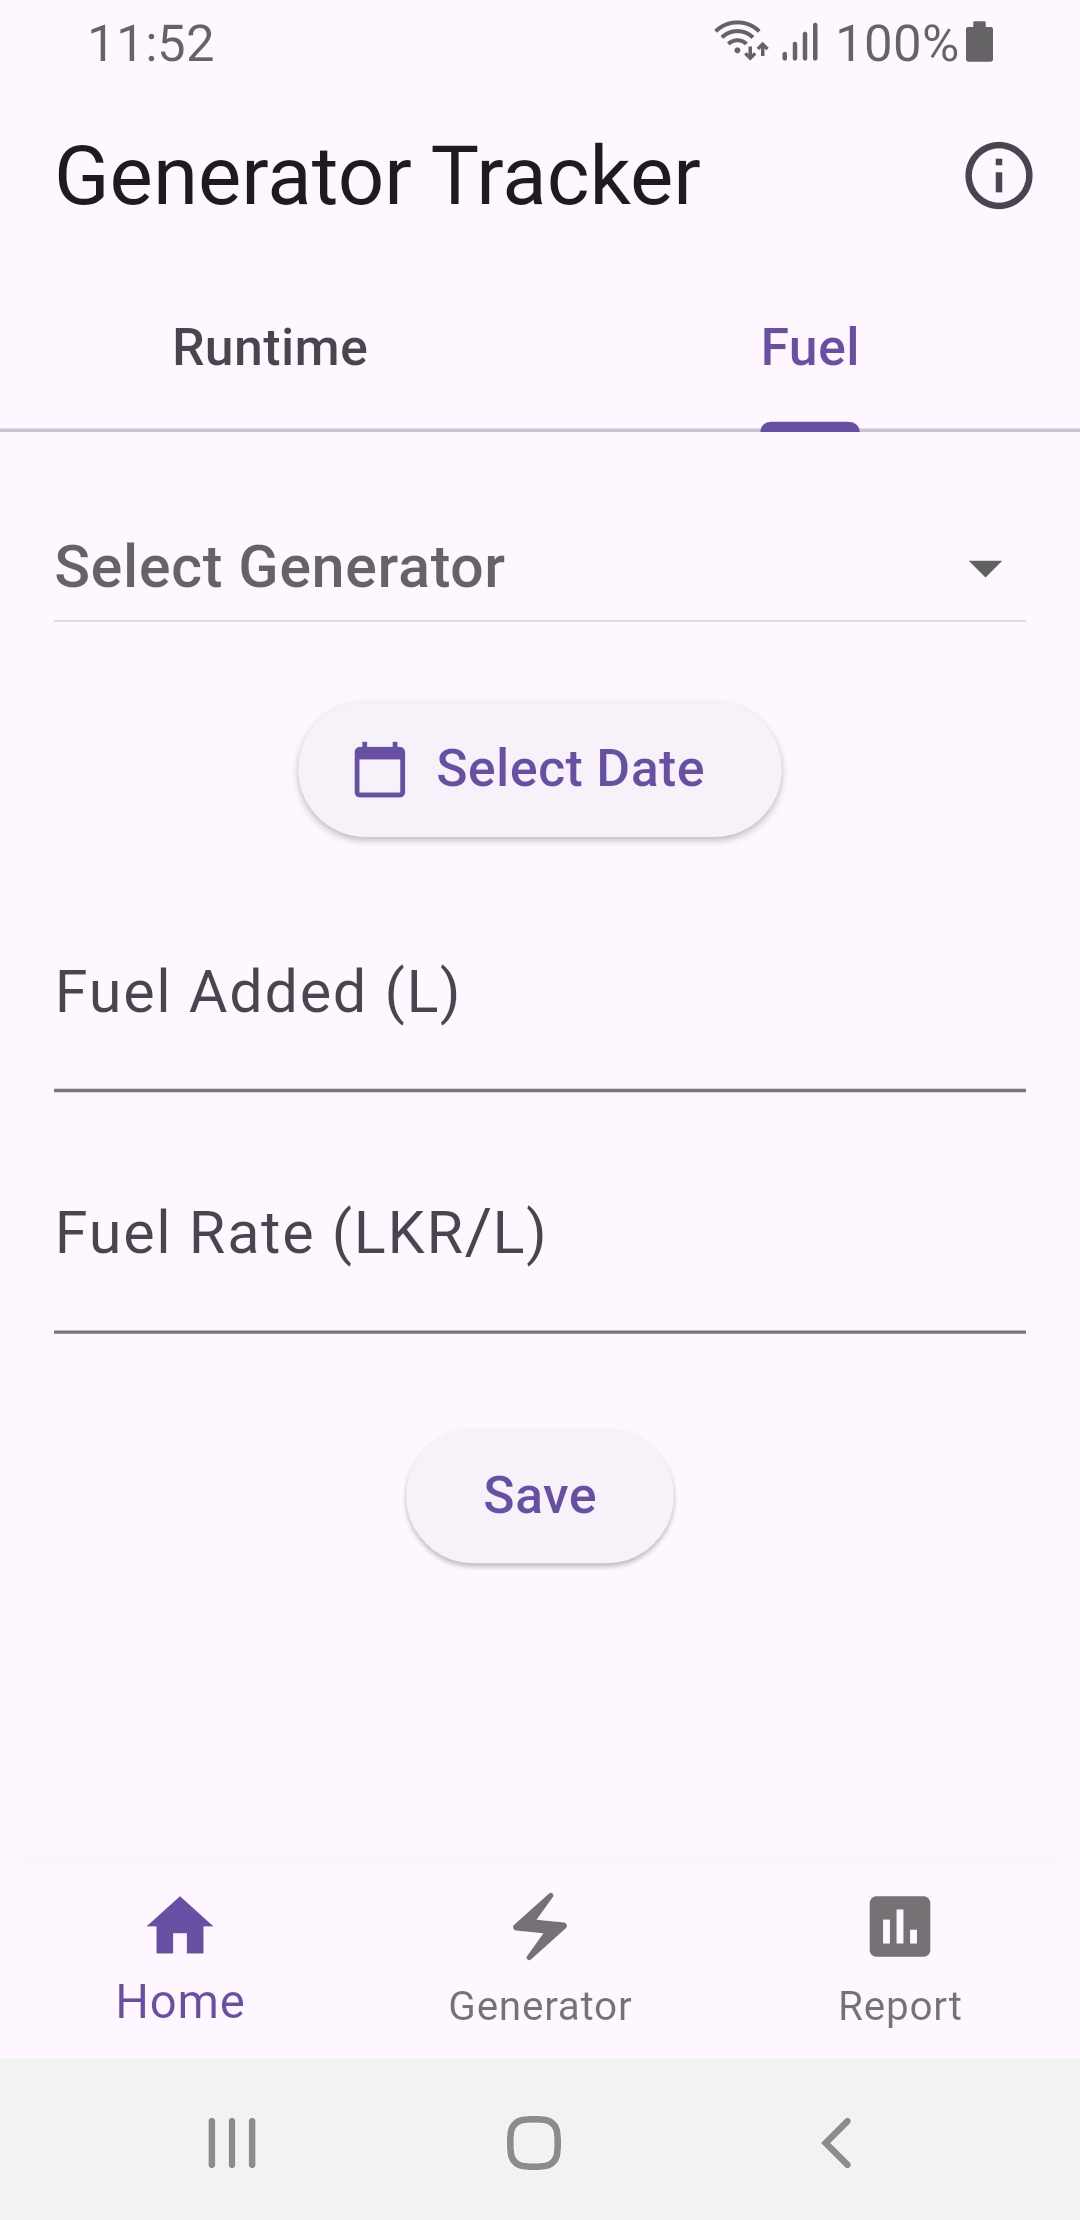 11:52 100%
Generator Tracker
Runtime Fuel
Select Generator
Select Date
Fuel Added (L)
Fuel Rate (LKR/L)
Save
Home Generator Report